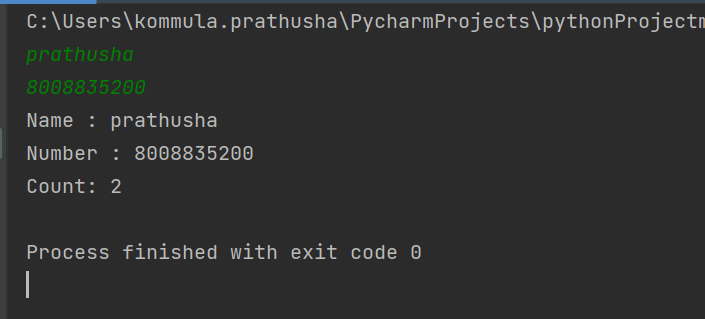 C:\Users\kommula.prathusha\PycharmProjects\pythonProject
prathusha
8008835200
Name : prathusha
Number : 8008835200
Count: 2
Process finished with exit code 0